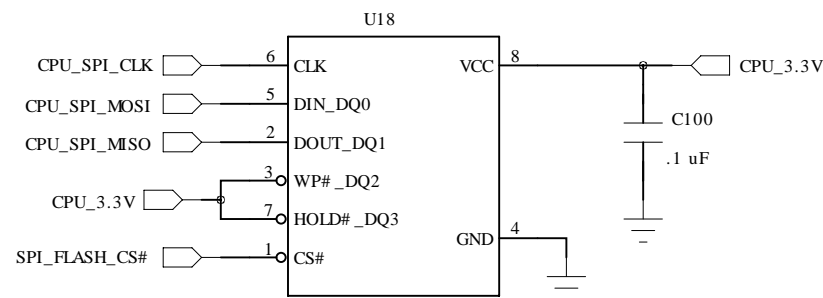 U18
CPU_SPI_CLK 6 CLK VCC 8 CPU_3.3V
CPU_SPI_MOSI 5 DIN_DQ0
C100
CPU_SPI_MISO 2 DOUT_DQ1
.1 uF
3 WP#_DQ2
CPU_3.3V
7 HOLD#_DQ3
GND 4
SPI_FLASH_CS# 1 CS#